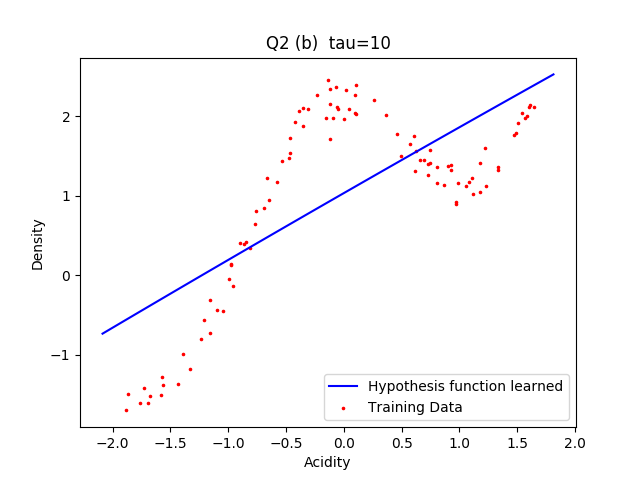 Q2 (b)  tau=10
Density
2
1
0
−1
−2.0 −1.5 −1.0 −0.5 0.0 0.5 1.0 1.5 2.0
Acidity
Hypothesis function learned
Training Data